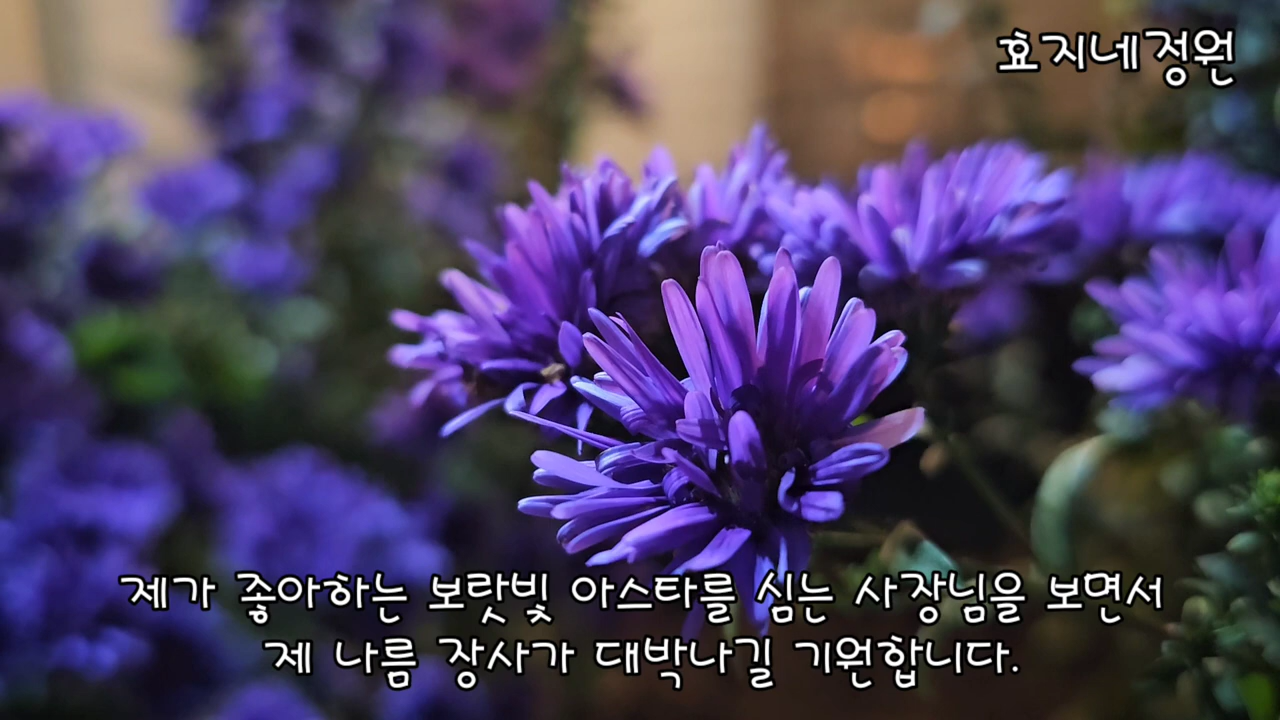 효지네정원
제가 좋아하는 보랏빛 아스타를 심는 사장님을 보면서
제 나름 장사가 대박나길 기원합니다.